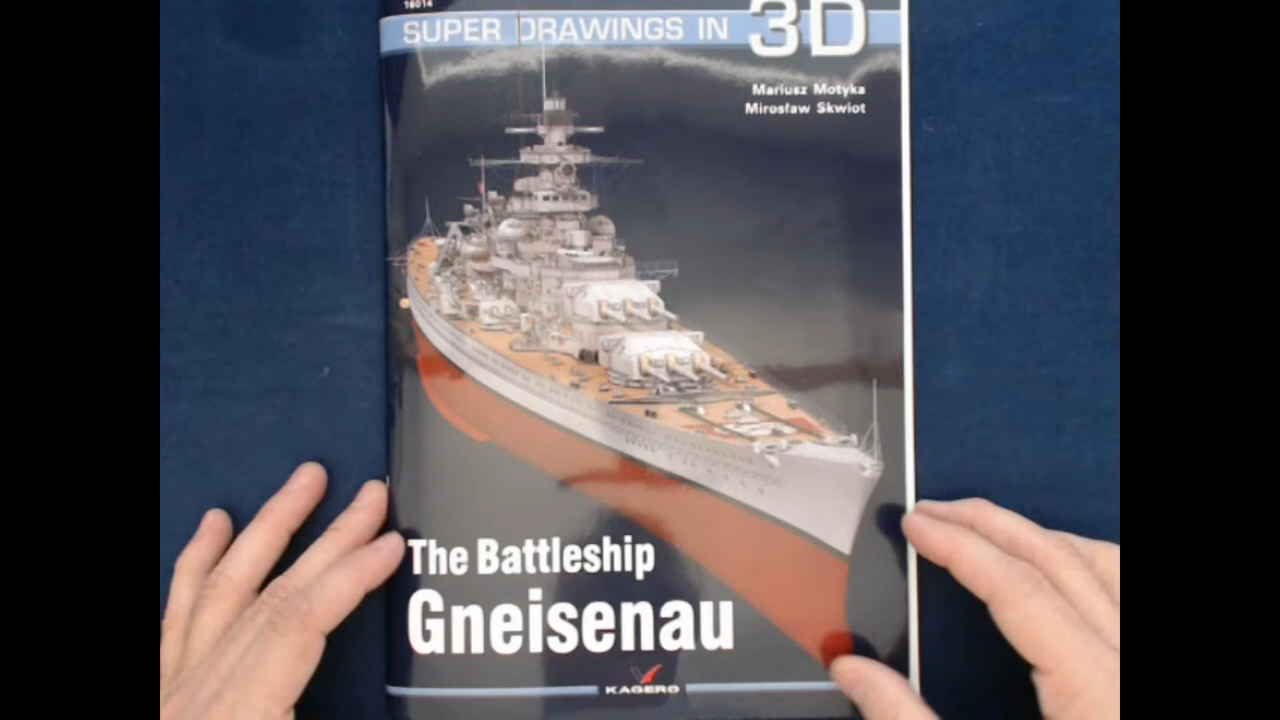 16014
SUPER DRAWINGS IN 3D
Mariusz Motyka
Mirosław Skwiot
The Battleship
Gneisenau
KAGERO